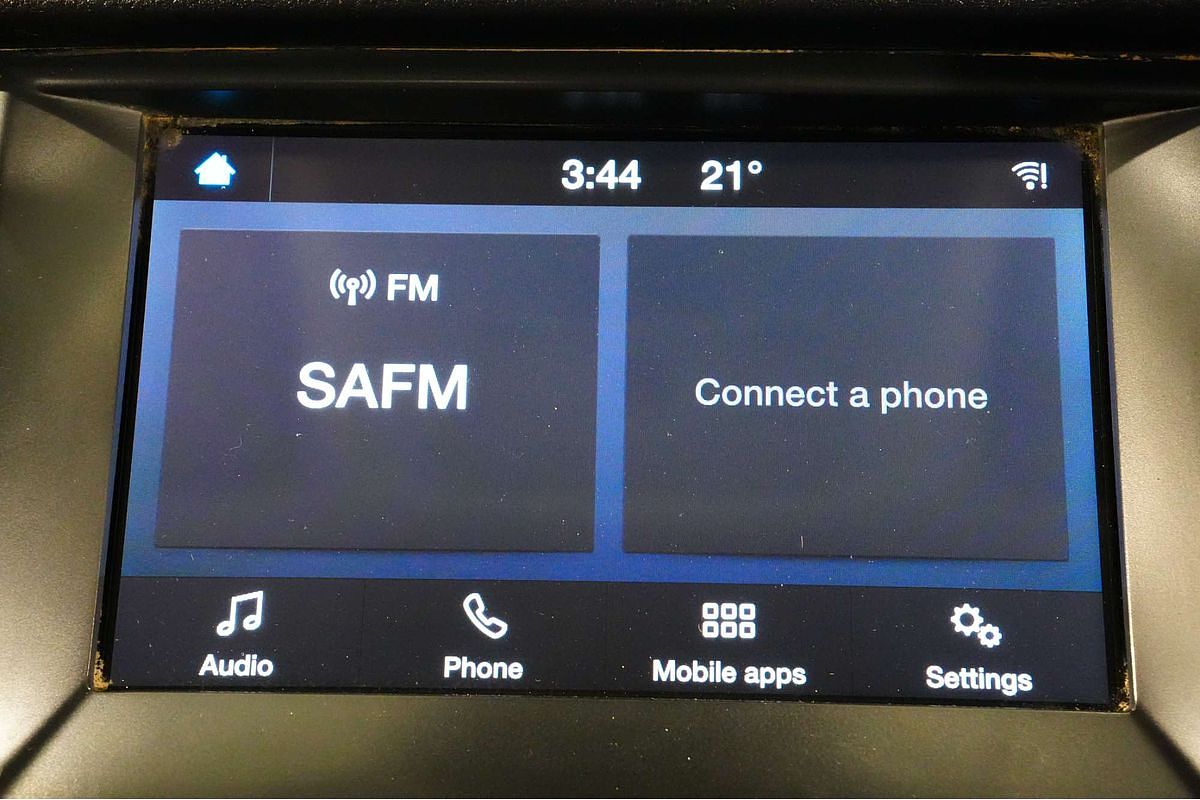 3:44 21°
FM
SAFM
Connect a phone
Audio
Phone
Mobile apps
Settings